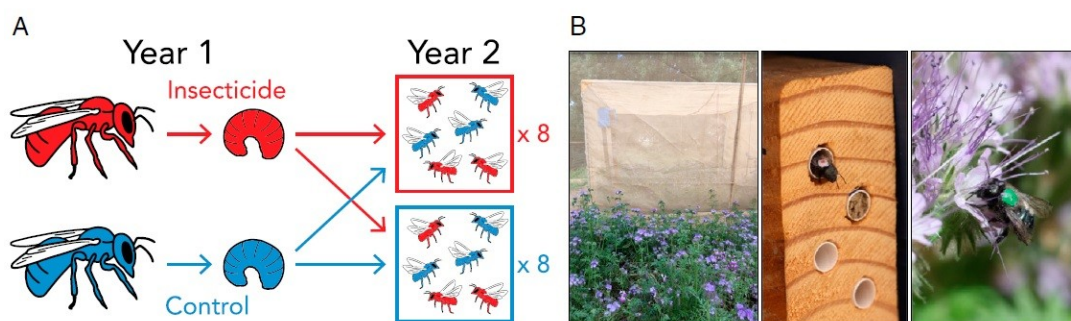 A
Year 1
Year 2
Insecticide
x 8
x 8
Control
B